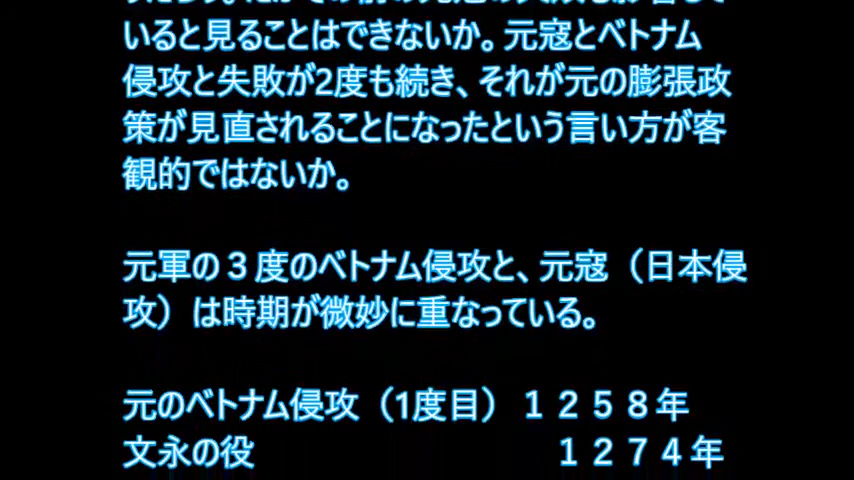 いると見ることはできないか。元寇とベトナム
侵攻と失敗が2度も続き、それが元の膨張政
策が見直されることになったという言い方が客
観的ではないか。
元軍の３度のベトナム侵攻と、元寇（日本侵
攻）は時期が微妙に重なっている。
元のベトナム侵攻（1度目）１２５８年
文永の役　　　　　　　　　１２７４年